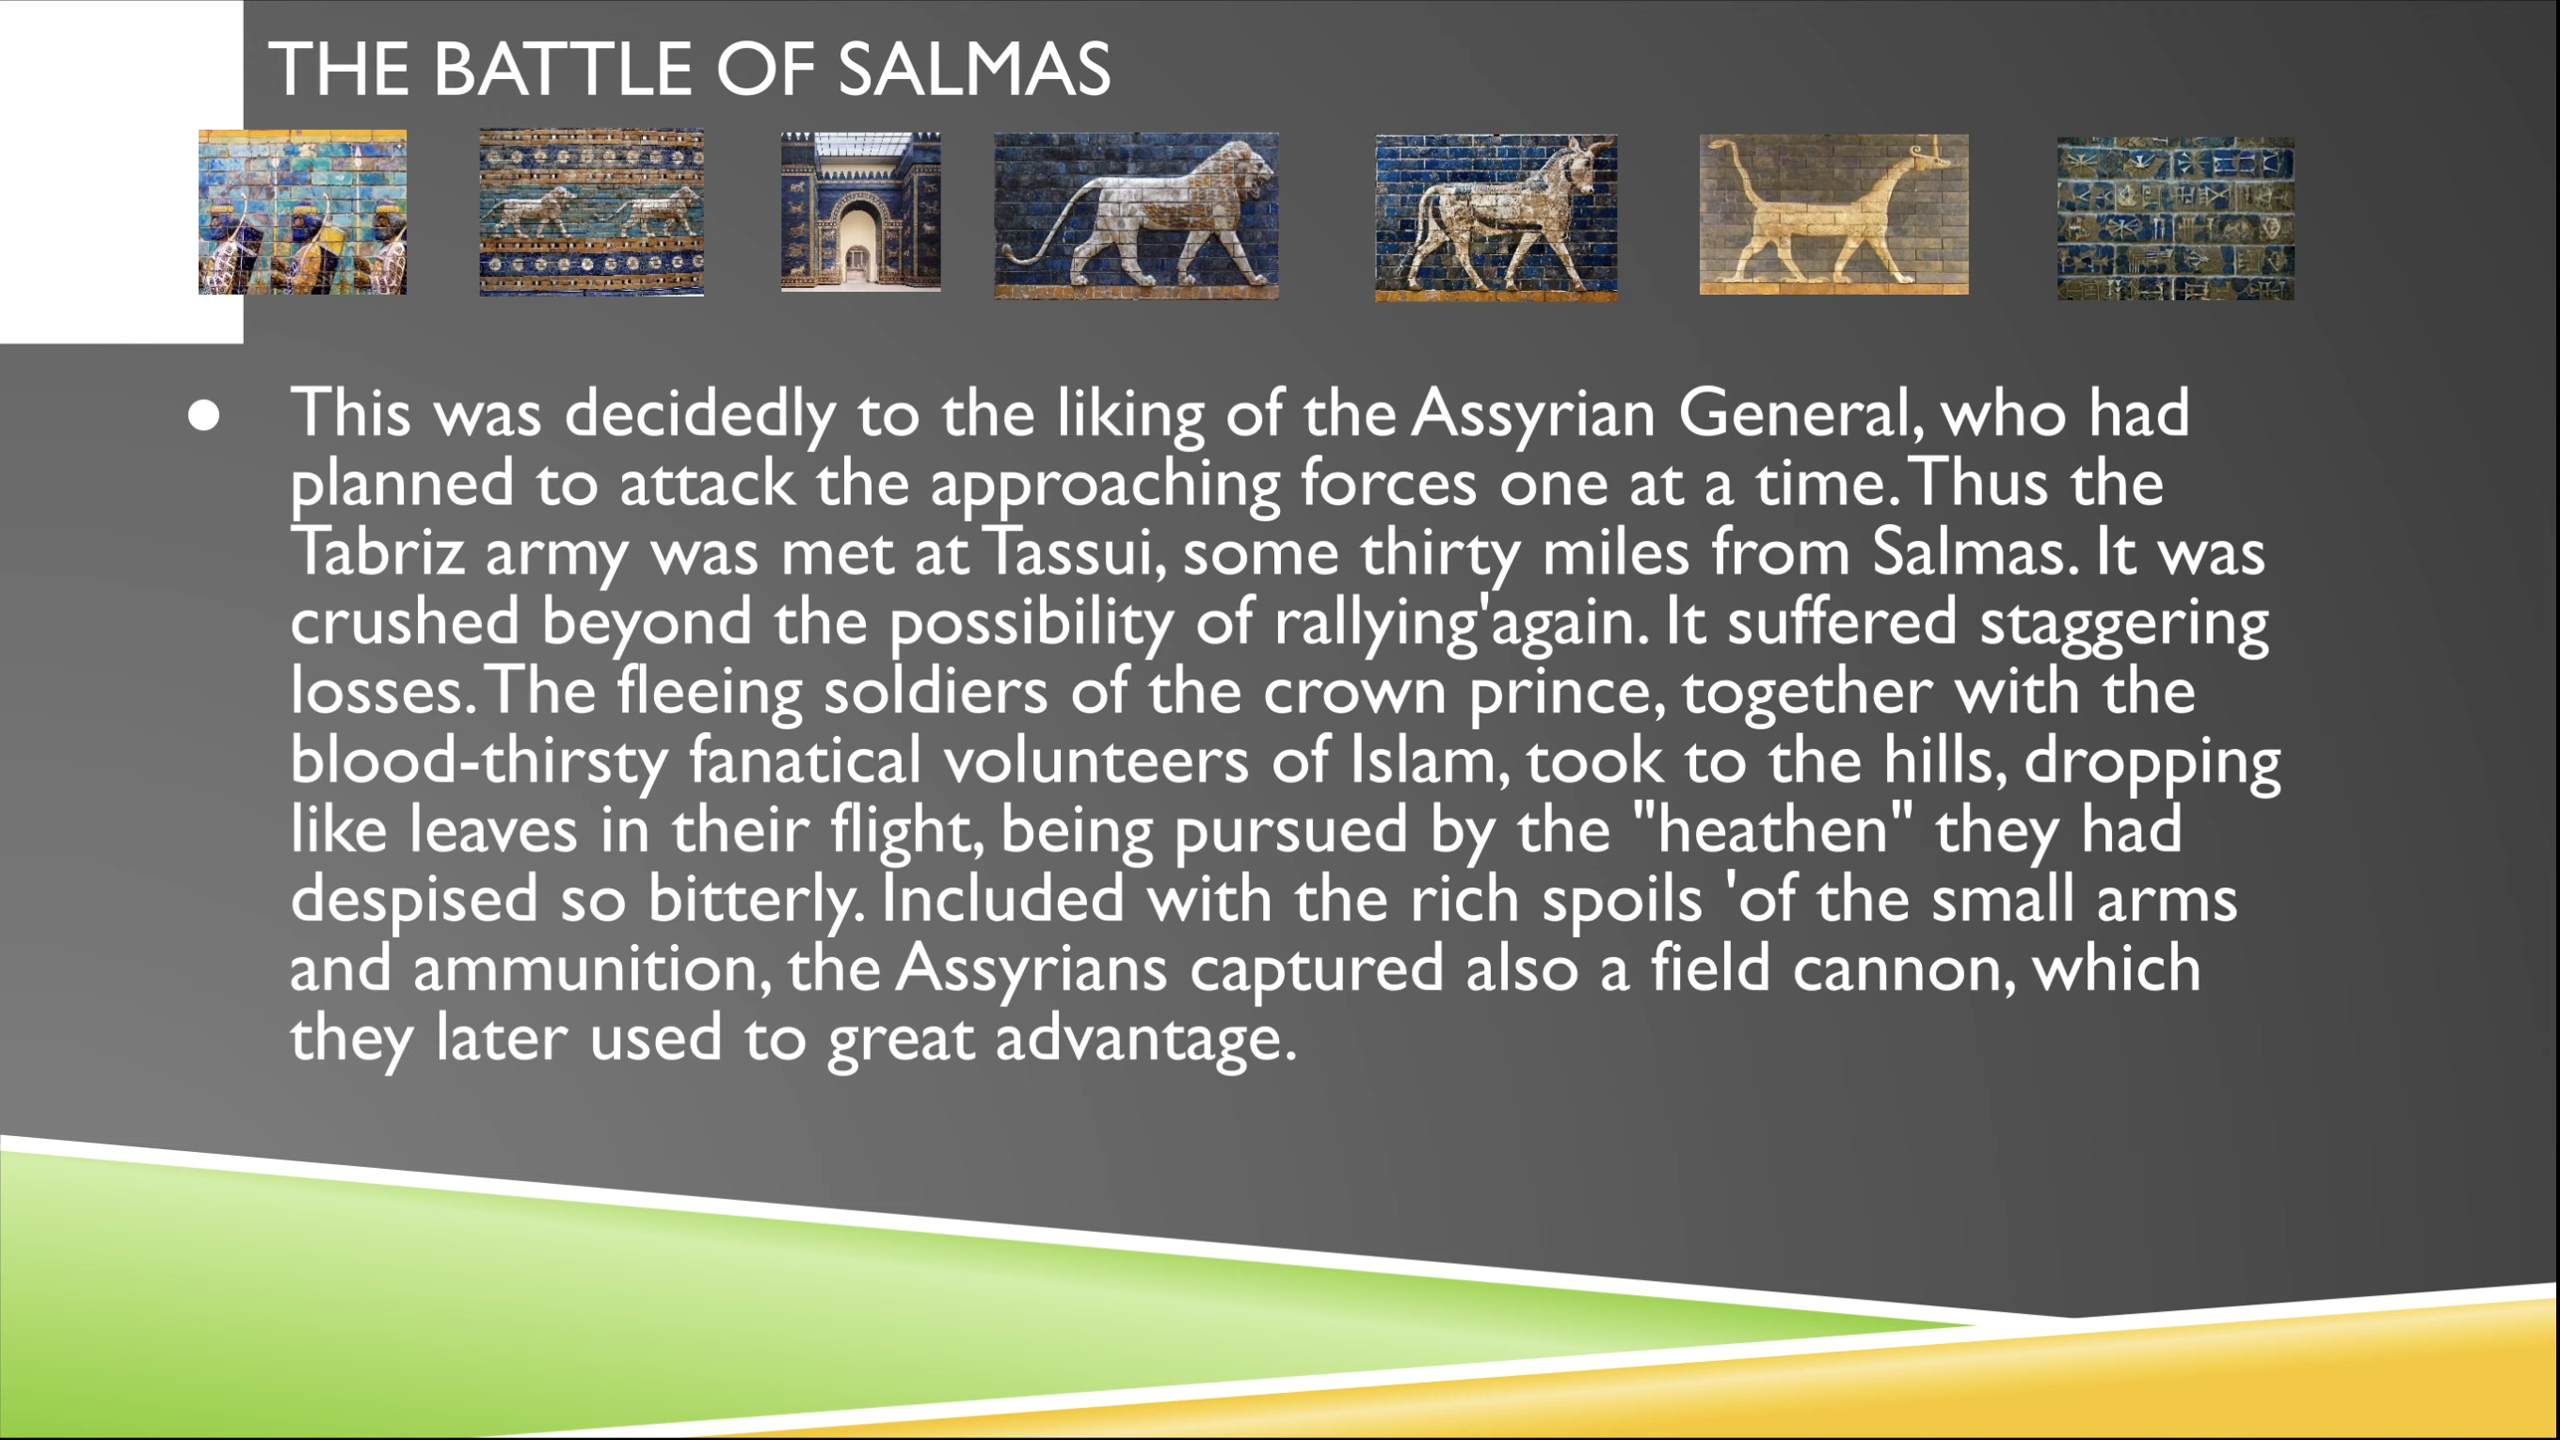 THE BATTLE OF SALMAS
● This was decidedly to the liking of the Assyrian General, who had
planned to attack the approaching forces one at a time. Thus the
Tabriz army was met at Tassui, some thirty miles from Salmas. It was
crushed beyond the possibility of rallying'again. It suffered staggering
losses. The fleeing soldiers of the crown prince, together with the
blood-thirsty fanatical volunteers of Islam, took to the hills, dropping
like leaves in their flight, being pursued by the "heathen" they had
despised so bitterly. Included with the rich spoils 'of the small arms
and ammunition, the Assyrians captured also a field cannon, which
they later used to great advantage.